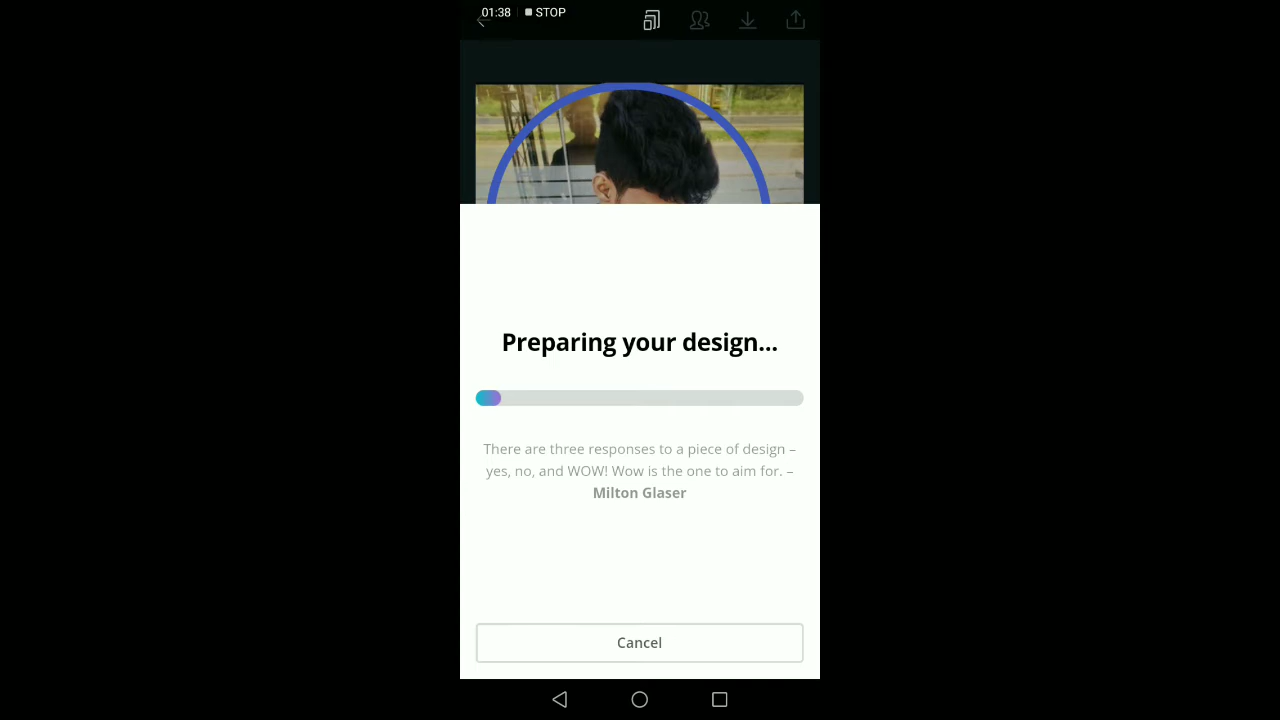 01:38 STOP
Preparing your design...
There are three responses to a piece of design –
yes, no, and WOW! Wow is the one to aim for. –
Milton Glaser
Cancel